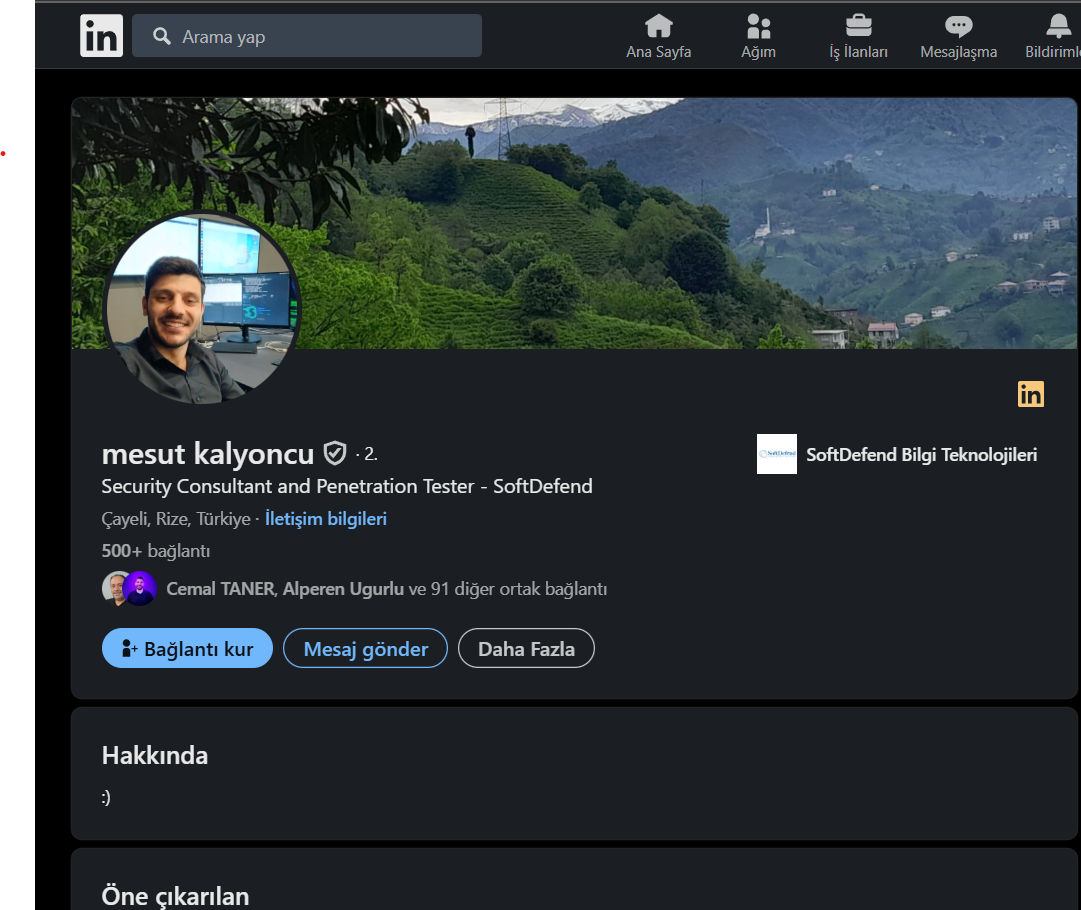 in
Arama yap
Ana Sayfa
Ağım
İş İlanları
Mesajlaşma
Bildirimle
in
mesut kalyoncu · 2.
SoftDefend
SoftDefend Bilgi Teknolojileri
Security Consultant and Penetration Tester - SoftDefend
Çayeli, Rize, Türkiye · İletişim bilgileri
500+ bağlantı
Cemal TANER, Alperen Ugurlu ve 91 diğer ortak bağlantı
Bağlantı kur
Mesaj gönder
Daha Fazla
Hakkında
:)
Öne çıkarılan